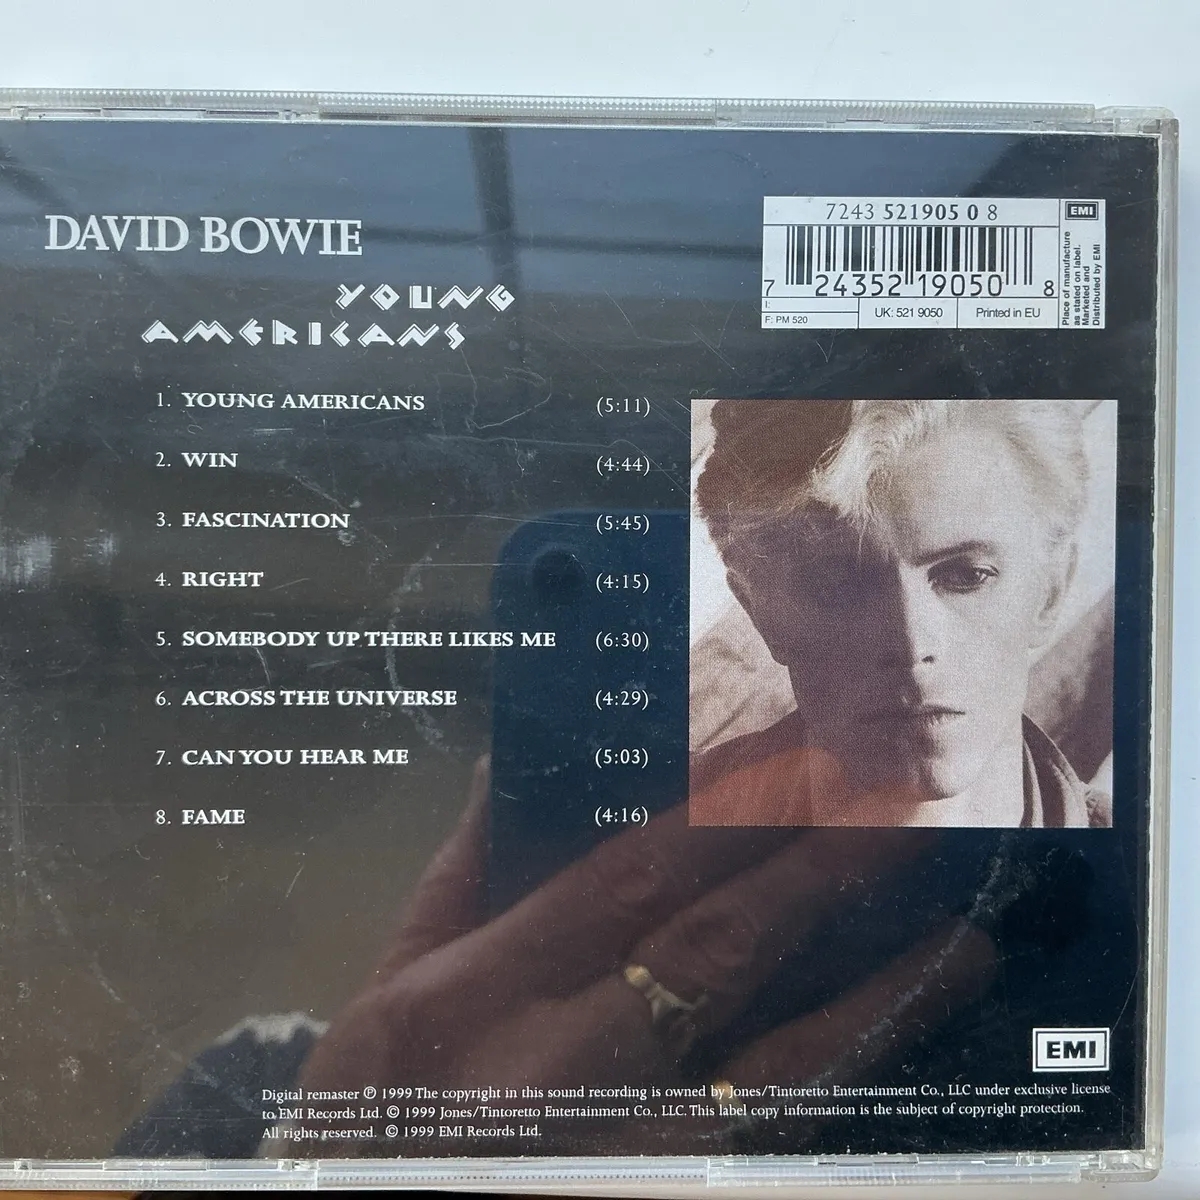 DAVID BOWIE
YOUNG
AMERICANS
7243 521905 0 8
7 24352 19050 8
I:
F: PM 520
UK: 521 9050
Printed in EU
EMI
Place of manufacture
as stated on label.
Marketed and
Distributed by EMI
1. YOUNG AMERICANS (5:11)
2. WIN (4:44)
3. FASCINATION (5:45)
4. RIGHT (4:15)
5. SOMEBODY UP THERE LIKES ME (6:30)
6. ACROSS THE UNIVERSE (4:29)
7. CAN YOU HEAR ME (5:03)
8. FAME (4:16)
EMI
Digital remaster ℗ 1999 The copyright in this sound recording is owned by Jones/Tintoretto Entertainment Co., LLC under exclusive license
to EMI Records Ltd. © 1999 Jones/Tintoretto Entertainment Co., LLC. This label copy information is the subject of copyright protection.
All rights reserved. © 1999 EMI Records Ltd.